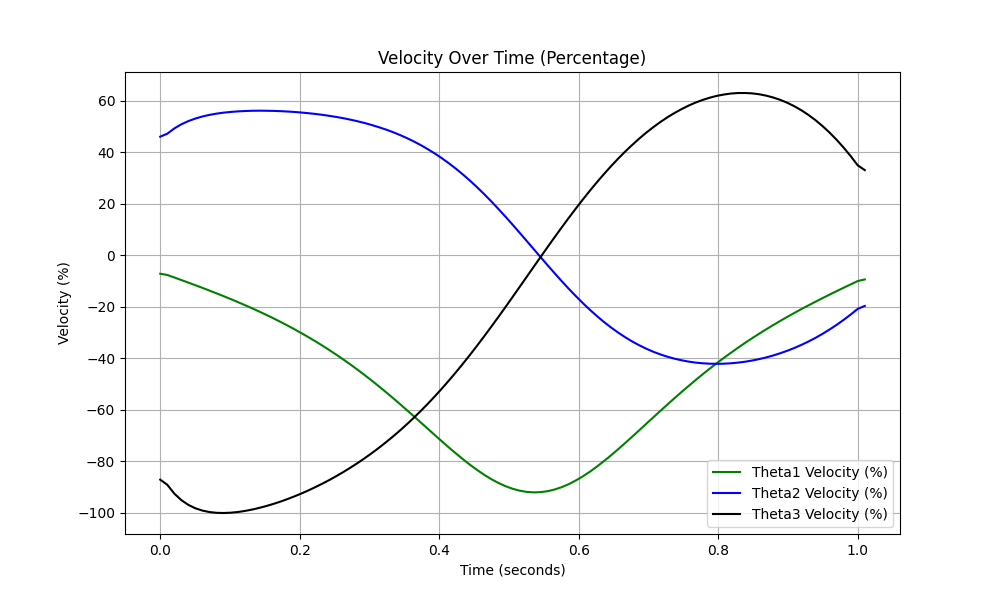 Velocity Over Time (Percentage)
Velocity (%)
60
40
20
0
−20
−40
−60
−80
−100
0.0
0.2
0.4
0.6
0.8
1.0
Time (seconds)
Theta1 Velocity (%)
Theta2 Velocity (%)
Theta3 Velocity (%)